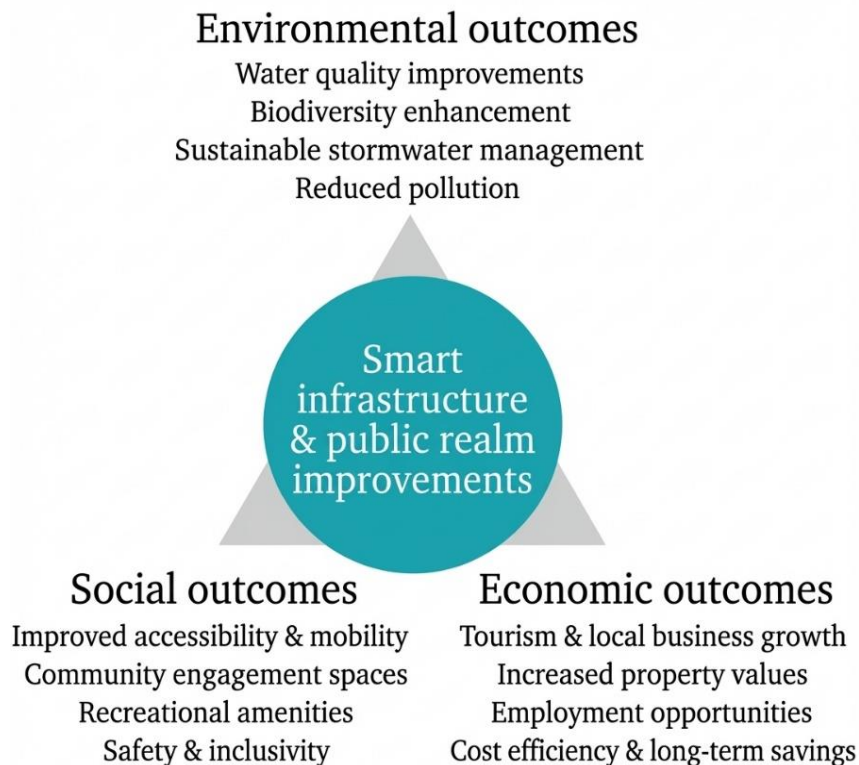 Environmental outcomes
Water quality improvements
Biodiversity enhancement
Sustainable stormwater management
Reduced pollution
Smart
infrastructure
& public realm
improvements
Social outcomes
Improved accessibility & mobility
Community engagement spaces
Recreational amenities
Safety & inclusivity
Economic outcomes
Tourism & local business growth
Increased property values
Employment opportunities
Cost efficiency & long-term savings